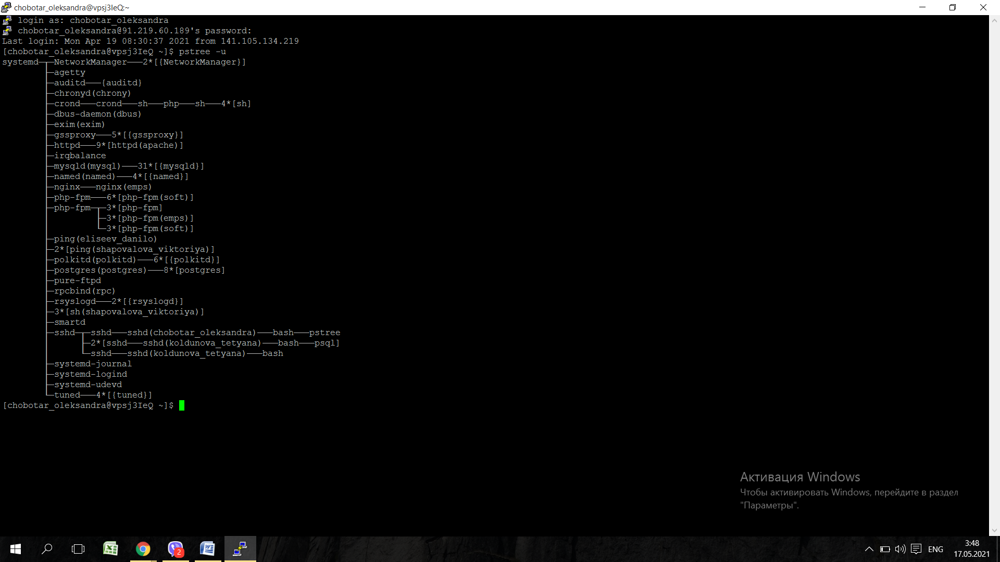 chobotar_oleksandra@vpsj3IeQ:~
login as: chobotar_oleksandra
chobotar_oleksandra@91.219.60.189's password:
Last login: Mon Apr 19 08:30:37 2021 from 141.105.134.219
[chobotar_oleksandra@vpsj3IeQ ~]$ pstree -u
systemd─┬─NetworkManager───2*[{NetworkManager}]
        ├─agetty
        ├─auditd───{auditd}
        ├─chronyd(chrony)
        ├─crond───crond───sh───php───sh───4*[sh]
        ├─dbus-daemon(dbus)
        ├─exim(exim)
        ├─gssproxy───5*[{gssproxy}]
        ├─httpd───9*[httpd(apache)]
        ├─irqbalance
        ├─mysqld(mysql)───31*[{mysqld}]
        ├─named(named)───4*[{named}]
        ├─nginx───nginx(emps)
        ├─php-fpm───6*[php-fpm(soft)]
        ├─php-fpm─┬─3*[php-fpm]
        │         ├─3*[php-fpm(emps)]
        │         └─3*[php-fpm(soft)]
        ├─ping(eliseev_danilo)
        ├─2*[ping(shapovalova_viktoriya)]
        ├─polkitd(polkitd)───6*[{polkitd}]
        ├─postgres(postgres)───8*[postgres]
        ├─pure-ftpd
        ├─rpcbind(rpc)
        ├─rsyslogd───2*[{rsyslogd}]
        ├─3*[sh(shapovalova_viktoriya)]
        ├─smartd
        ├─sshd─┬─sshd───sshd(chobotar_oleksandra)───bash───pstree
        │      ├─2*[sshd───sshd(koldunova_tetyana)───bash───psql]
        │      └─sshd───sshd(koldunova_tetyana)───bash
        ├─systemd-journal
        ├─systemd-logind
        ├─systemd-udevd
        └─tuned───4*[{tuned}]
[chobotar_oleksandra@vpsj3IeQ ~]$
Активация Windows
Чтобы активировать Windows, перейдите в раздел
"Параметры".
2
ENG
3:48
17.05.2021